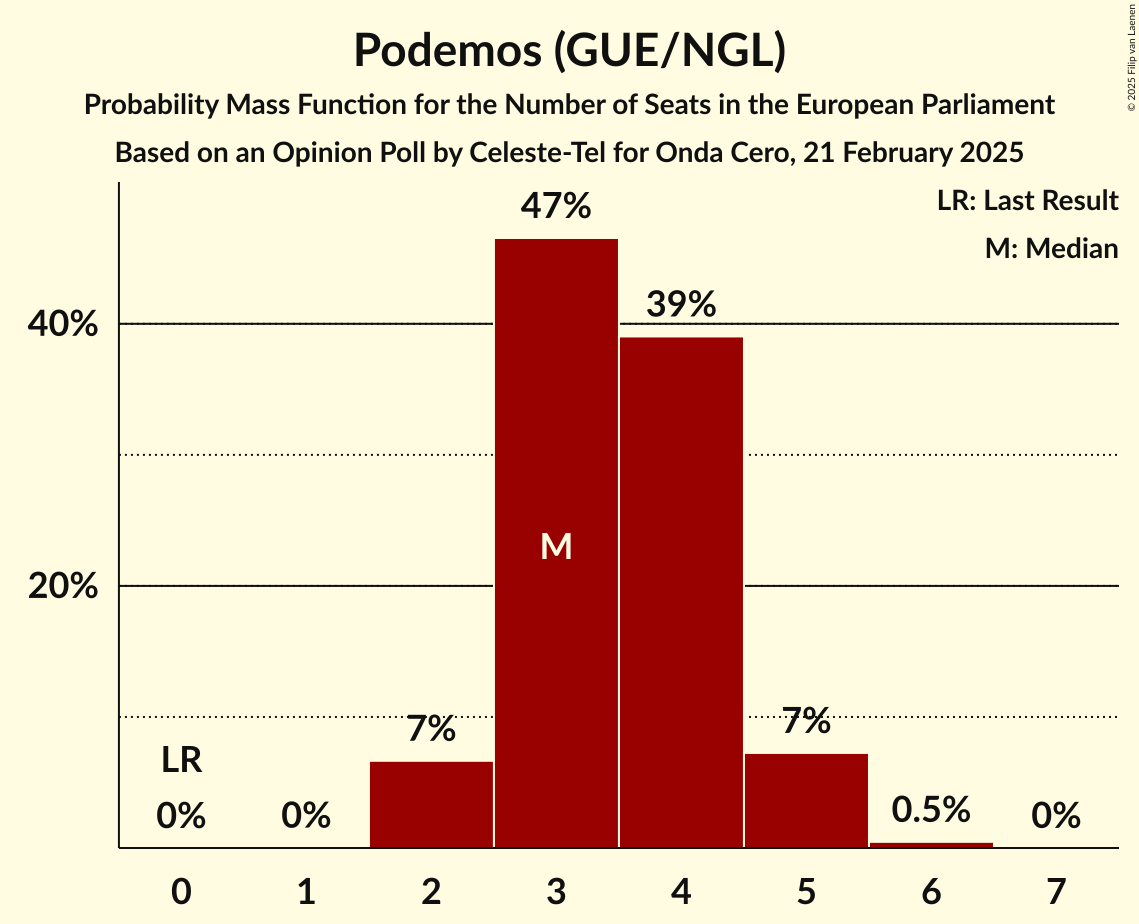 Podemos (GUE/NGL)
Probability Mass Function for the Number of Seats in the European Parliament
Based on an Opinion Poll by Celeste-Tel for Onda Cero, 21 February 2025
© 2025 Filip van Laenen
LR: Last Result
M: Median
47%
39%
40%
M
20%
7%
7%
LR
0%
0%
0.5%
0%
0 1 2 3 4 5 6 7